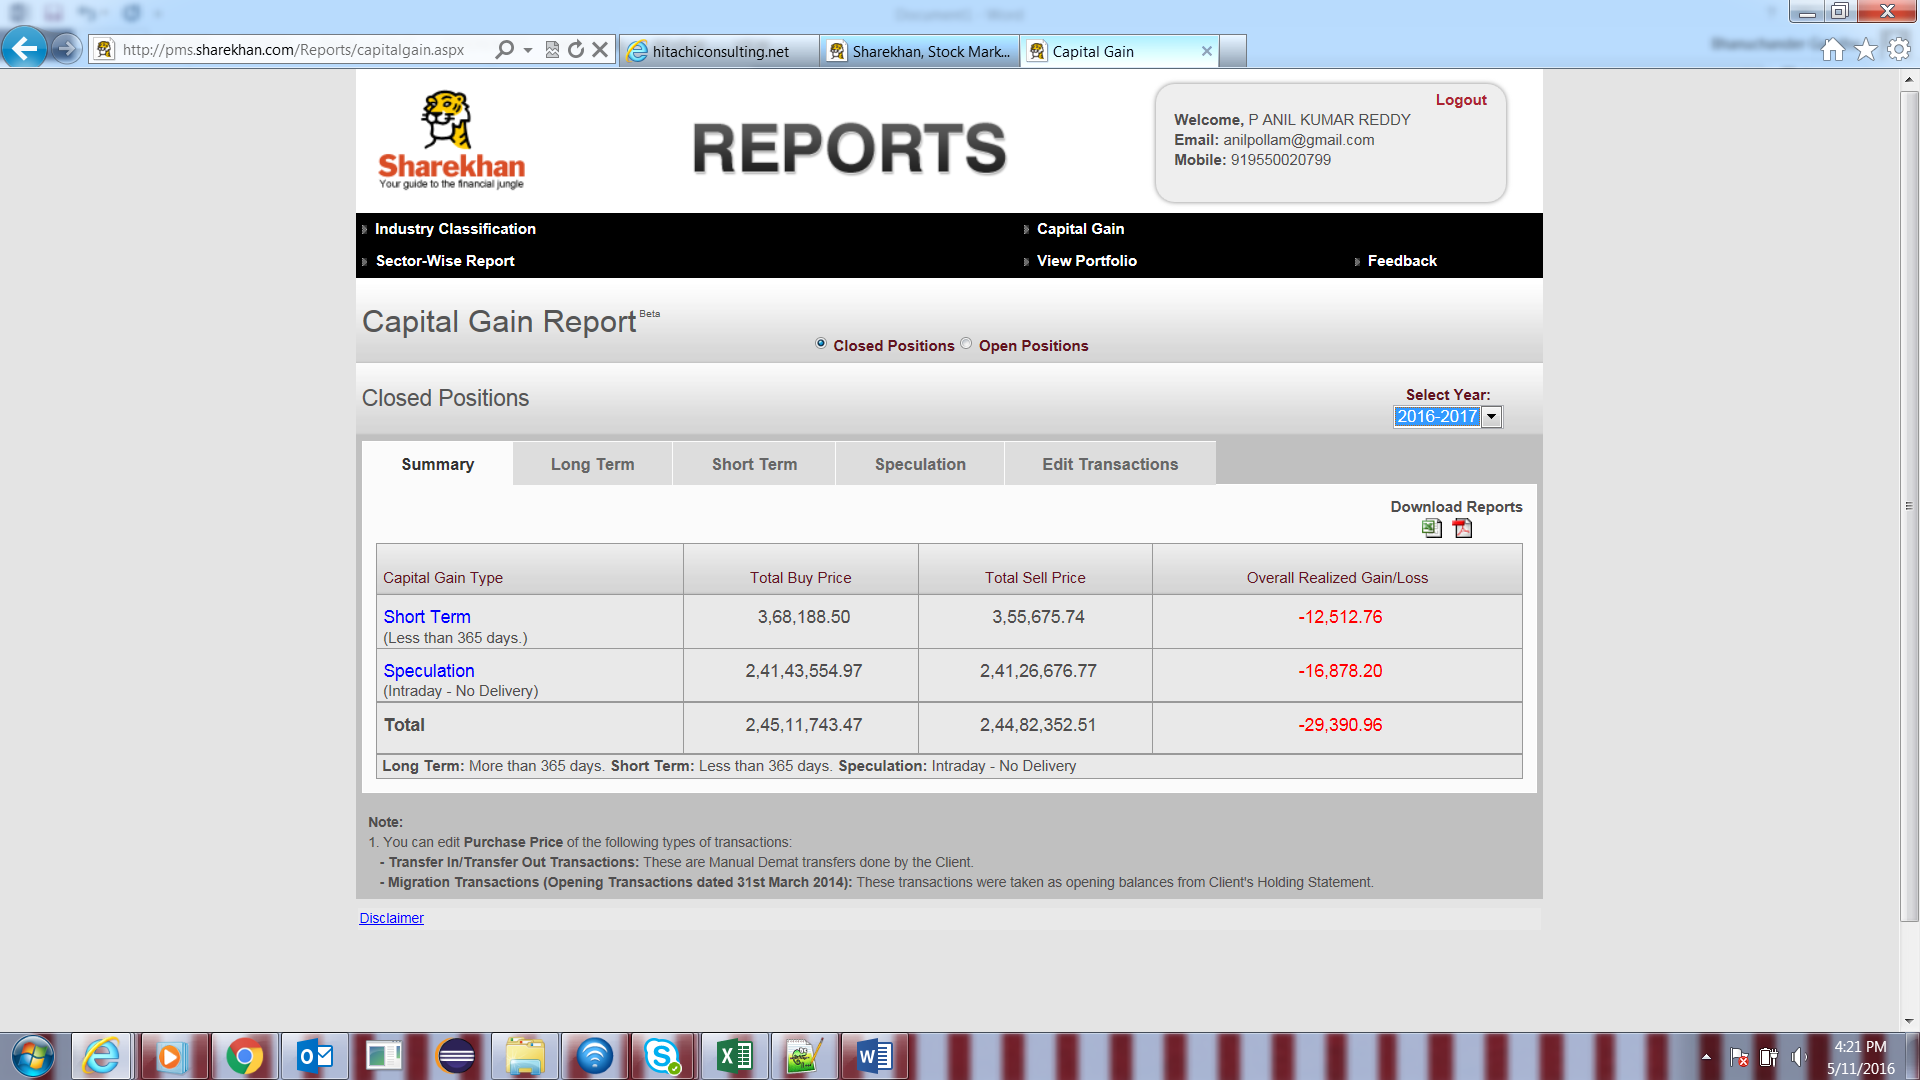 http://pms.sharekhan.com/Reports/capitalgain.aspx
hitachiconsulting.net
Sharekhan, Stock Mark...
Capital Gain
Sharekhan
Your guide to the financial jungle
REPORTS
Logout
Welcome, P ANIL KUMAR REDDY
Email: anilpollam@gmail.com
Mobile: 919550020799
Industry Classification
Capital Gain
Sector-Wise Report
View Portfolio
Feedback
Capital Gain Report Beta
Closed Positions Open Positions
Closed Positions
Select Year:
2016-2017
Summary Long Term Short Term Speculation Edit Transactions
Download Reports
Capital Gain Type Total Buy Price Total Sell Price Overall Realized Gain/Loss
Short Term 3,68,188.50 3,55,675.74 -12,512.76
(Less than 365 days.)
Speculation 2,41,43,554.97 2,41,26,676.77 -16,878.20
(Intraday - No Delivery)
Total 2,45,11,743.47 2,44,82,352.51 -29,390.96
Long Term: More than 365 days. Short Term: Less than 365 days. Speculation: Intraday - No Delivery
Note:
1. You can edit Purchase Price of the following types of transactions:
- Transfer In/Transfer Out Transactions: These are Manual Demat transfers done by the Client.
- Migration Transactions (Opening Transactions dated 31st March 2014): These transactions were taken as opening balances from Client's Holding Statement.
Disclaimer
4:21 PM
5/11/2016